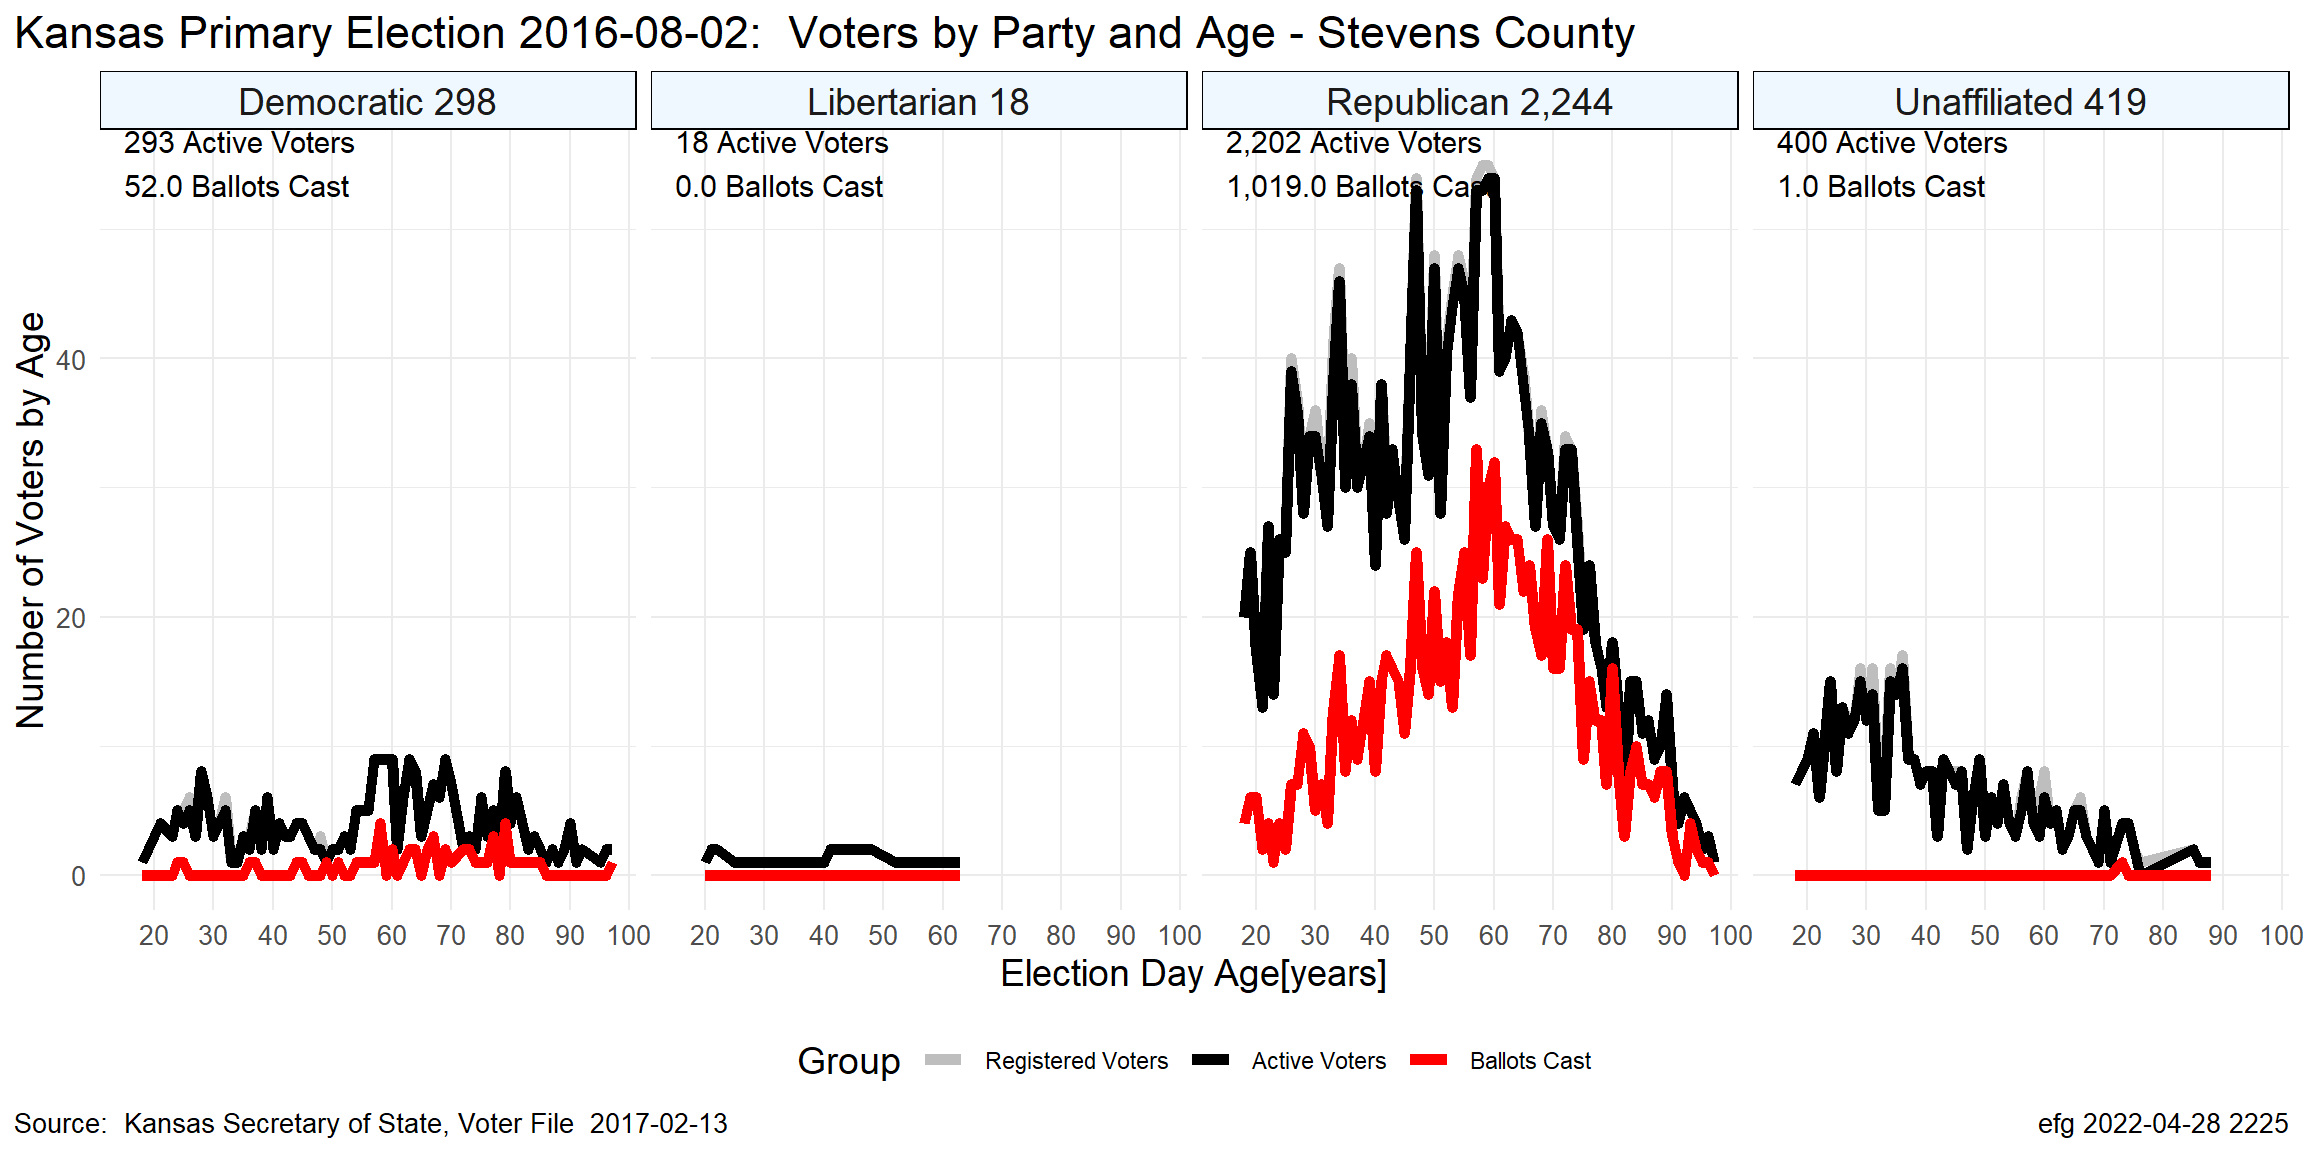 Kansas Primary Election 2016-08-02:  Voters by Party and Age - Stevens County
Democratic 298
Libertarian 18
Republican 2,244
Unaffiliated 419
293 Active Voters
52.0 Ballots Cast
18 Active Voters
0.0 Ballots Cast
2,202 Active Voters
1,019.0 Ballots Cast
400 Active Voters
1.0 Ballots Cast
Number of Voters by Age
40
20
0
20 30 40 50 60 70 80 90 100
20 30 40 50 60 70 80 90 100
20 30 40 50 60 70 80 90 100
20 30 40 50 60 70 80 90 100
Election Day Age[years]
Group Registered Voters Active Voters Ballots Cast
Source:  Kansas Secretary of State, Voter File  2017-02-13
efg 2022-04-28 2225